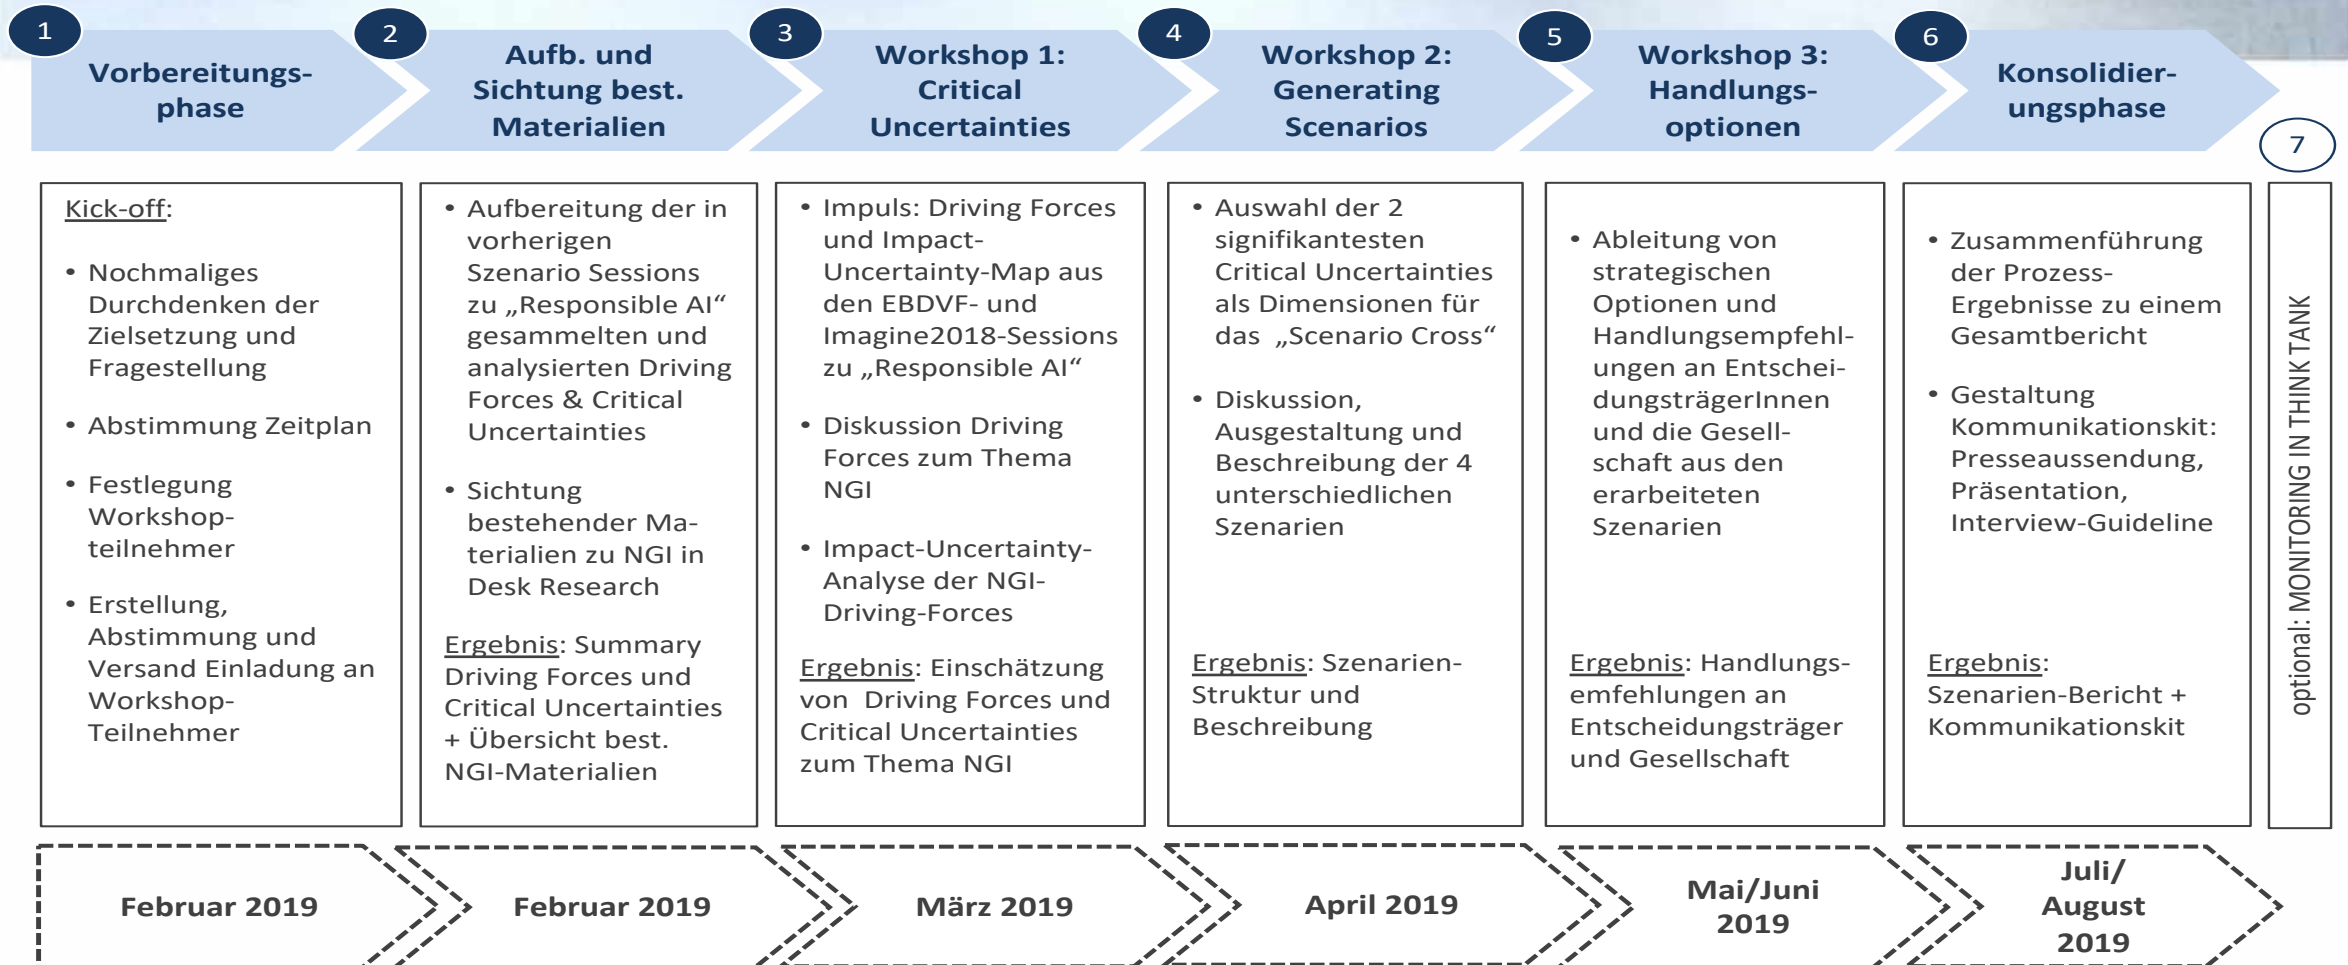 1
Vorbereitungs-
phase
2
Aufb. und
Sichtung best.
Materialien
3
Workshop 1:
Critical
Uncertainties
4
Workshop 2:
Generating
Scenarios
5
Workshop 3:
Handlungs-
optionen
6
Konsolidier-
ungsphase
7
Kick-off:
• Nochmaliges
Durchdenken der
Zielsetzung und
Fragestellung
• Abstimmung Zeitplan
• Festlegung
Workshop-
teilnehmer
• Erstellung,
Abstimmung und
Versand Einladung an
Workshop-
Teilnehmer
• Aufbereitung der in
vorherigen
Szenario Sessions
zu „Responsible AI“
gesammelten und
analysierten Driving
Forces & Critical
Uncertainties
• Sichtung
bestehender Ma-
terialien zu NGI in
Desk Research
Ergebnis: Summary
Driving Forces und
Critical Uncertainties
+ Übersicht best.
NGI-Materialien
• Impuls: Driving Forces
und Impact-
Uncertainty-Map aus
den EBDVF- und
Imagine2018-Sessions
zu „Responsible AI“
• Diskussion Driving
Forces zum Thema
NGI
• Impact-Uncertainty-
Analyse der NGI-
Driving-Forces
Ergebnis: Einschätzung
von Driving Forces und
Critical Uncertainties
zum Thema NGI
• Auswahl der 2
signifikantesten
Critical Uncertainties
als Dimensionen für
das „Scenario Cross“
• Diskussion,
Ausgestaltung und
Beschreibung der 4
unterschiedlichen
Szenarien
Ergebnis: Szenarien-
Struktur und
Beschreibung
• Ableitung von
strategischen
Optionen und
Handlungsempfehl-
ungen an Entschei-
dungsträgerInnen
und die Gesell-
schaft aus den
erarbeiteten
Szenarien
Ergebnis: Handlungs-
emfehlungen an
Entscheidungsträger
und Gesellschaft
• Zusammenführung
der Prozess-
Ergebnisse zu einem
Gesamtbericht
• Gestaltung
Kommunikationskit:
Presseaussendung,
Präsentation,
Interview-Guideline
Ergebnis:
Szenarien-Bericht +
Kommunikationskit
optional: MONITORING IN THINK TANK
Februar 2019
Februar 2019
März 2019
April 2019
Mai/Juni
2019
Juli/
August
2019